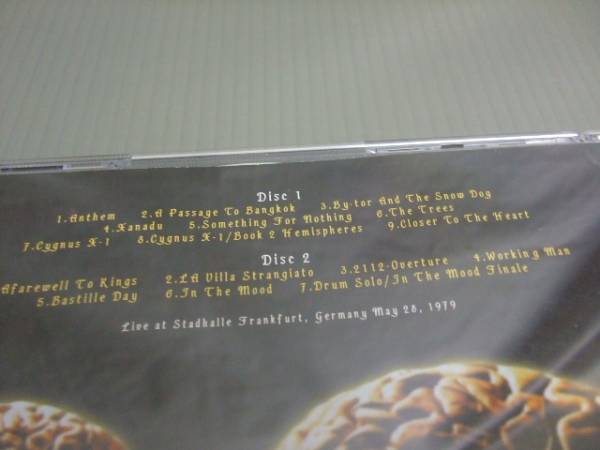 Disc 1
1.Anthem 2.A Passage To Bangkok 3.By-tor And The Snow Dog
4.Xanadu 5.Something For Nothing 6.The Trees
7.Cygnus X-1 8.Cygnus X-1/Book 2 Hemispheres 9.Closer To The Heart
Disc 2
Afarewell To Kings 2.LA Villa Strangiato 3.2112-Overture 4.Working Man
5.Bastille Day 6.In The Mood 7.Drum Solo/In The Mood Finale
Live at Stadhalle Frankfurt, Germany May 28, 1979